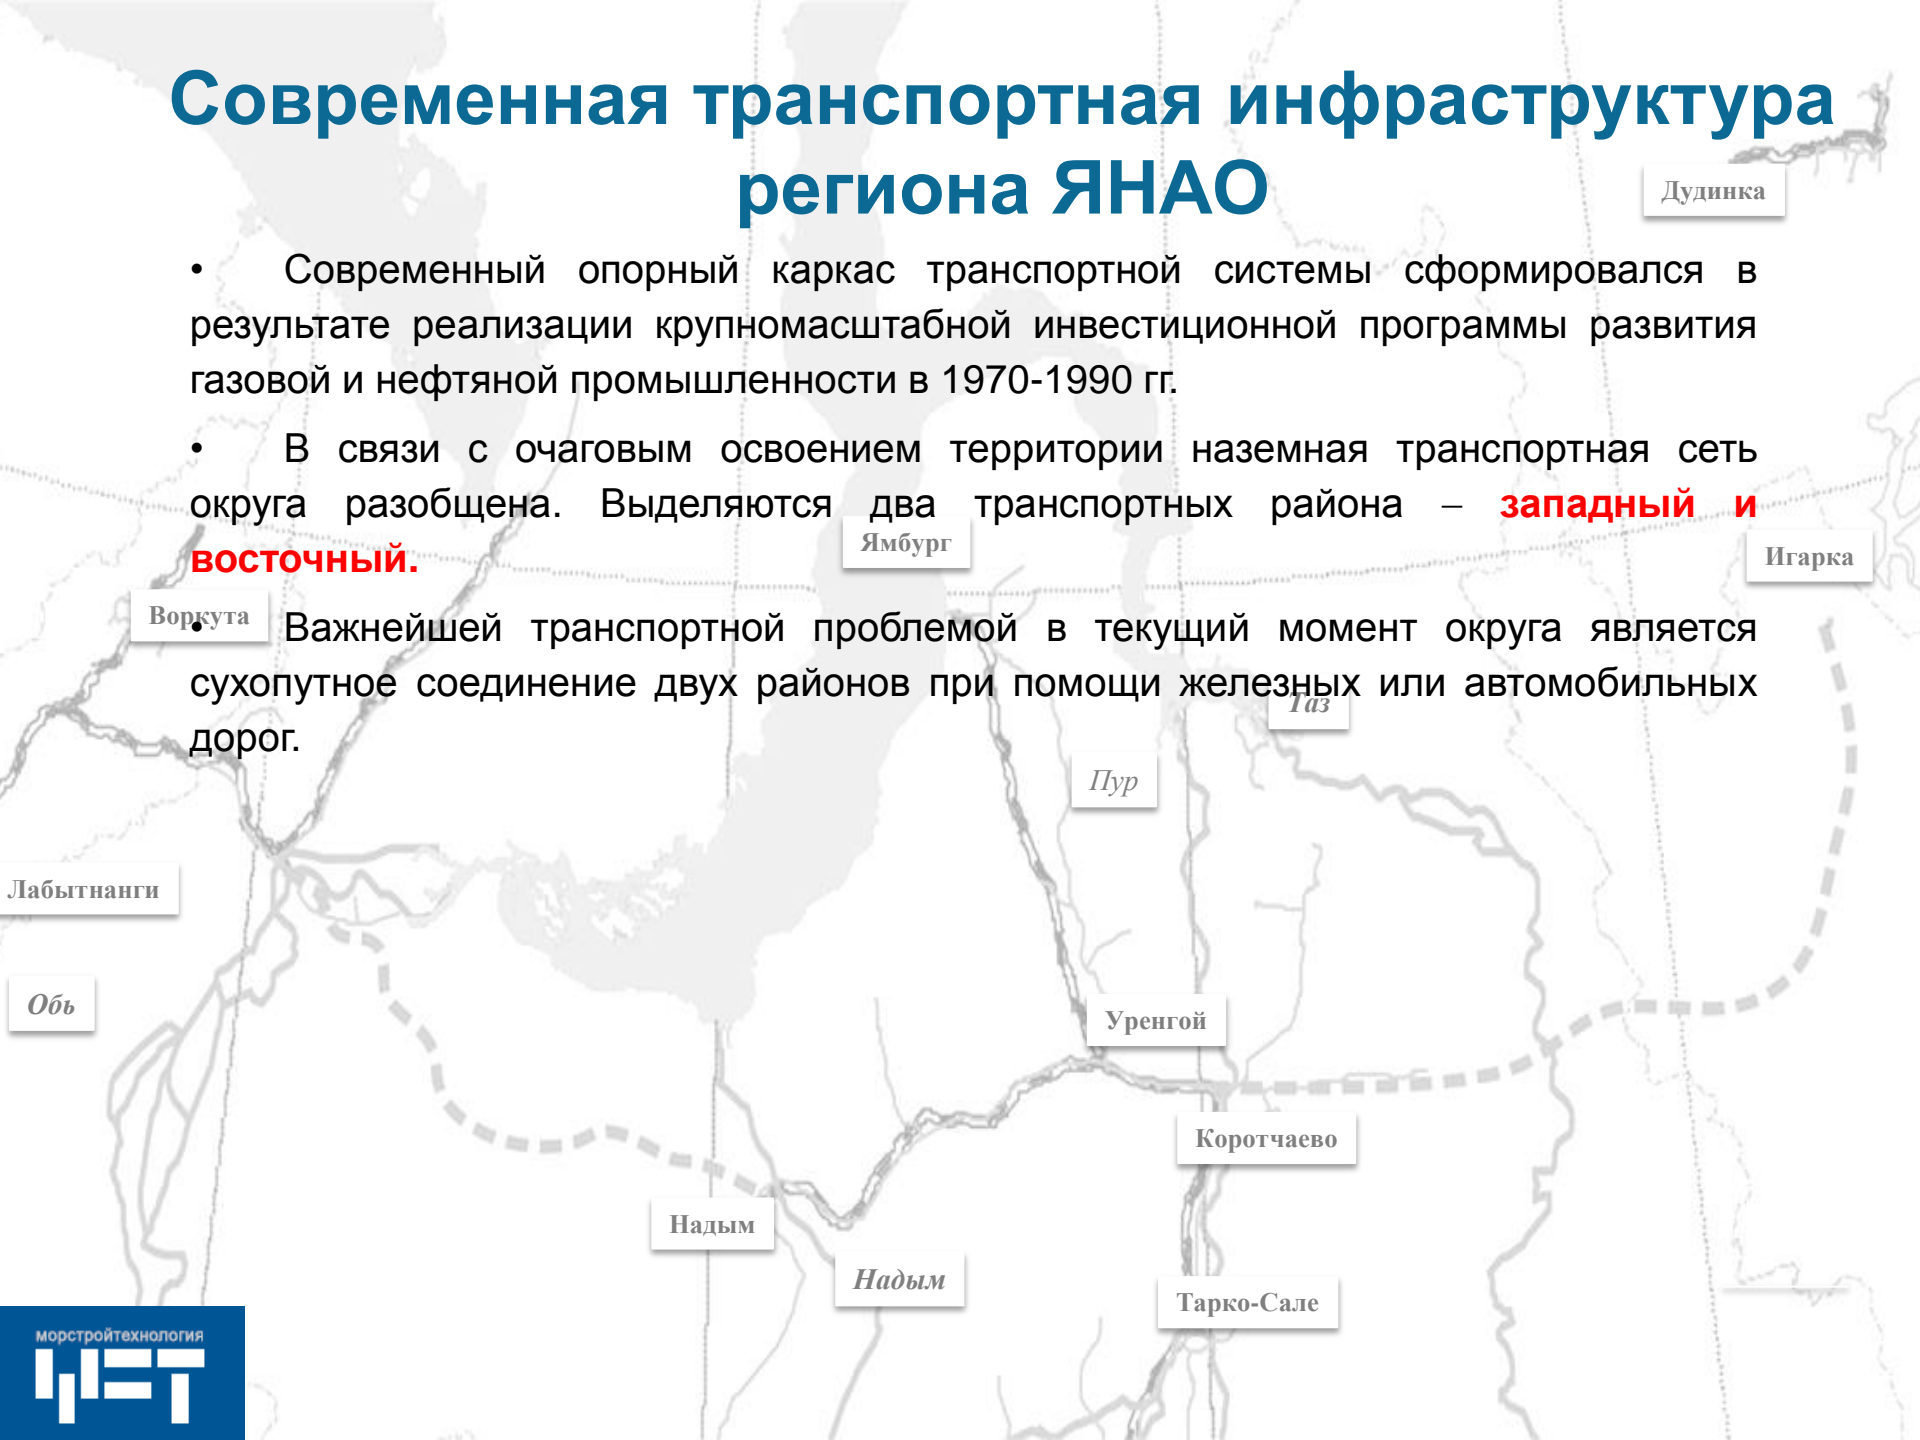 Современная транспортная инфраструктура
региона ЯНАО
Дудинка
• Современный опорный каркас транспортной системы сформировался в
результате реализации крупномасштабной инвестиционной программы развития
газовой и нефтяной промышленности в 1970-1990 гг.
• В связи с очаговым освоением территории наземная транспортная сеть
округа разобщена. Выделяются два транспортных района – западный и
восточный.
Ямбург
Игарка
Воркута
• Важнейшей транспортной проблемой в текущий момент округа является
сухопутное соединение двух районов при помощи железных или автомобильных
дорог.
Таз
Пур
Лабытнанги
Обь
Уренгой
Коротчаево
Надым
Надым
Тарко-Сале
морстройтехнология